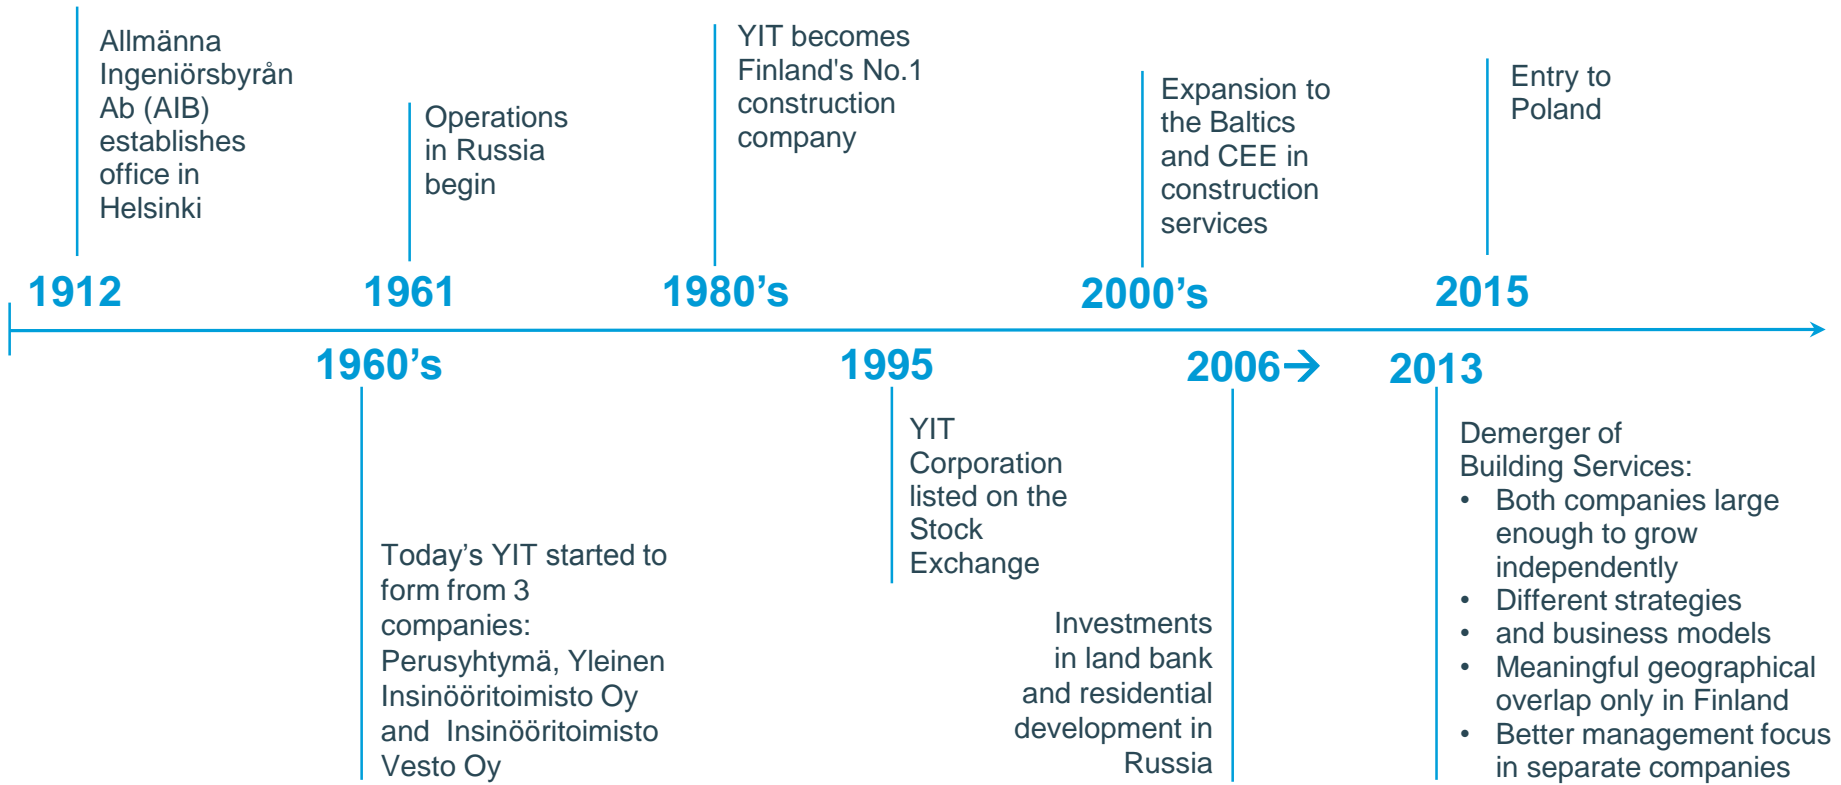 Allmänna
Ingeniörsbyrån
Ab (AIB)
establishes
office in
Helsinki
1912
Operations
in Russia
begin
1961
YIT becomes
Finland's No.1
construction
company
1980’s
Expansion to
the Baltics
and CEE in
construction
services
2000’s
Entry to
Poland
2015
1960’s
Today’s YIT started to
form from 3
companies:
Perusyhtymä, Yleinen
Insinööritoimisto Oy
and  Insinööritoimisto
Vesto Oy
1995
YIT
Corporation
listed on the
Stock
Exchange
2006→
Investments
in land bank
and residential
development in
Russia
2013
Demerger of
Building Services:
• Both companies large
enough to grow
independently
• Different strategies
• and business models
• Meaningful geographical
overlap only in Finland
• Better management focus
in separate companies